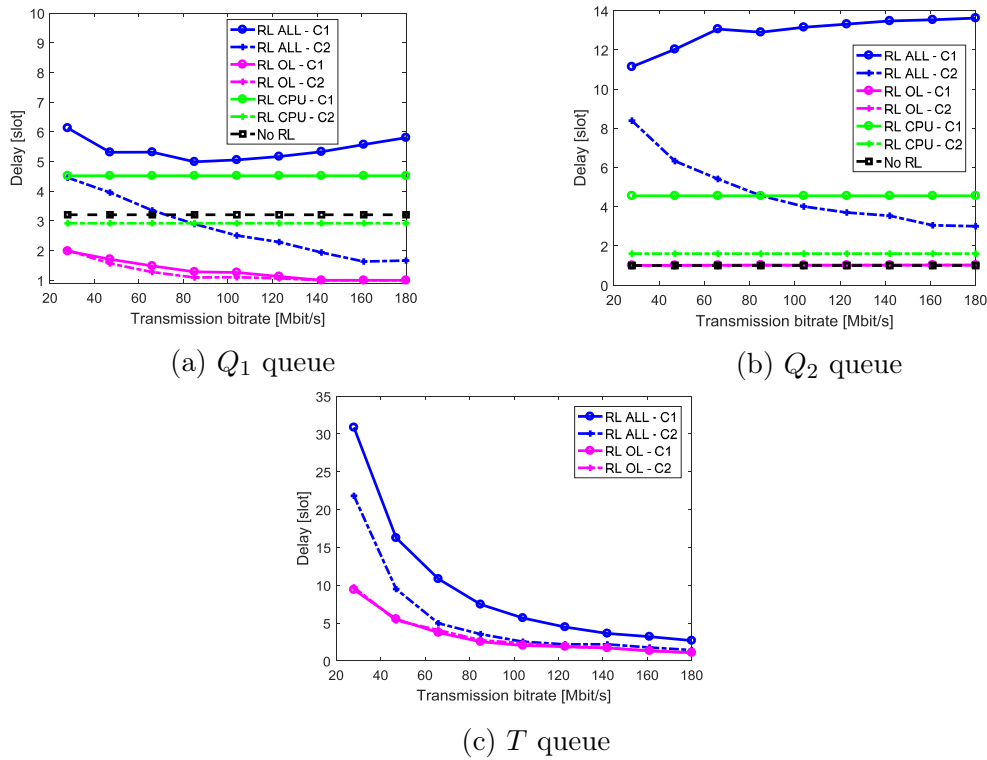 10
9
8
7
6
5
4
3
2
1
Delay [slot]
20 40 60 80 100 120 140 160 180
Transmission bitrate [Mbit/s]
RL ALL - C1
RL ALL - C2
RL OL - C1
RL OL - C2
RL CPU - C1
RL CPU - C2
No RL
(a) Q1 queue
14
12
10
8
6
4
2
0
Delay [slot]
20 40 60 80 100 120 140 160 180
Transmission bitrate [Mbit/s]
RL ALL - C1
RL ALL - C2
RL OL - C1
RL OL - C2
RL CPU - C1
RL CPU - C2
No RL
(b) Q2 queue
35
30
25
20
15
10
5
0
Delay [slot]
20 40 60 80 100 120 140 160 180
Transmission bitrate [Mbit/s]
RL ALL - C1
RL ALL - C2
RL OL - C1
RL OL - C2
(c) T queue